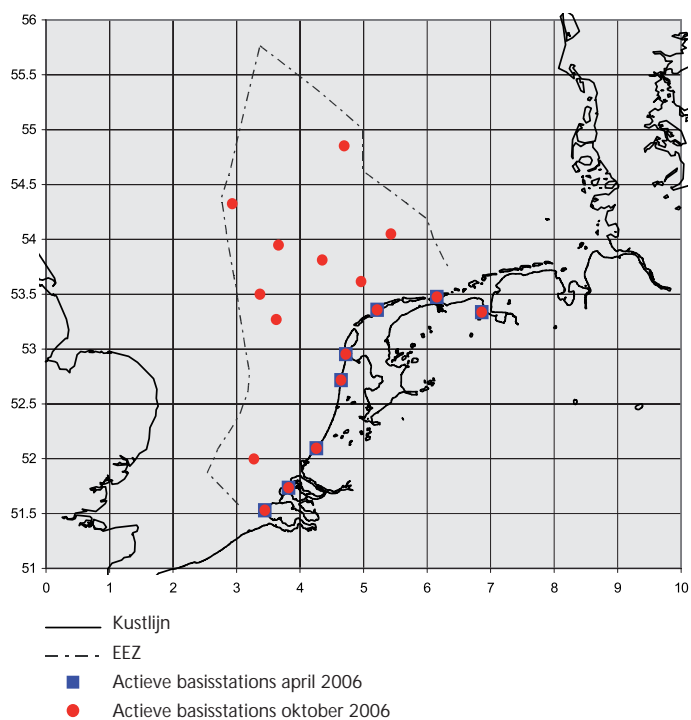 56
55.5
55
54.5
54
53.5
53
52.5
52
51.5
51
0 1 2 3 4 5 6 7 8 9 10
Kustlijn
EEZ
Actieve basisstations april 2006
Actieve basisstations oktober 2006